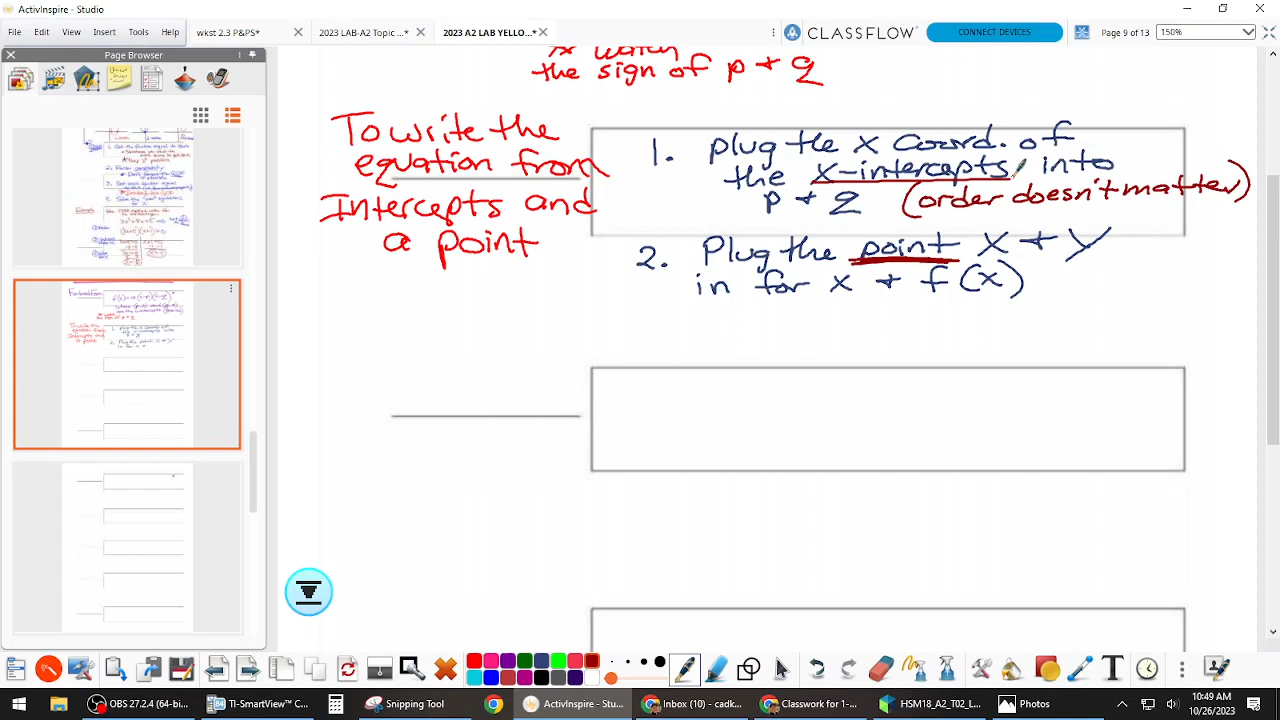 ActivInspire - Studio
File Edit View Insert Tools Help
wkst 2.3 P&PS*
2023 LAB
2023 A2 LAB YELLO...*
CLASSFLOW
CONNECT DEVICES
Page 9 of 13
150%
Page Browser
the sign of p + q
To write the
equation from
Intercepts and
a point
1. plug the x Coord. of
the x-intercepts into
p + q (order doesn't matter)
2. Plug the point X + Y
in for x + f(x)
OBS 27.2.4 (64-b...
TI-SmartView™ C...
Snipping Tool
ActivInspire - Stu...
Inbox (10) - cadk...
Classwork for 1-...
HSM18_A2_T02_L...
Photos
10:49 AM
10/26/2023